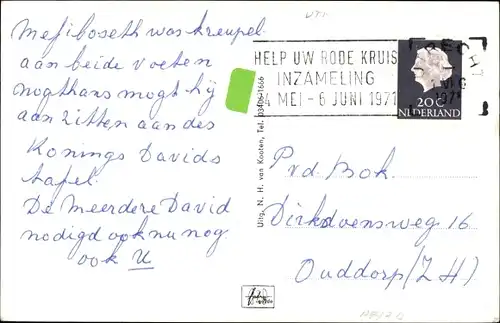 Mefiboseth was kreupel
aan beide voeten
nogthans mogt hij
aan zitten aan des
Konings Davids
tafel.
De meerdere David
nodigd ook nu nog
ook U
Uitg. N. H. van Kooten, Tel. 03406-1666
HELP UW RODE KRUIS
INZAMELING
24 MEI - 6 JUNI 1971
UTRECHT
20 c
NEDERLAND
P.v.d. Bok.
Dirkdoensweg 16
Ouddorp (Z H)